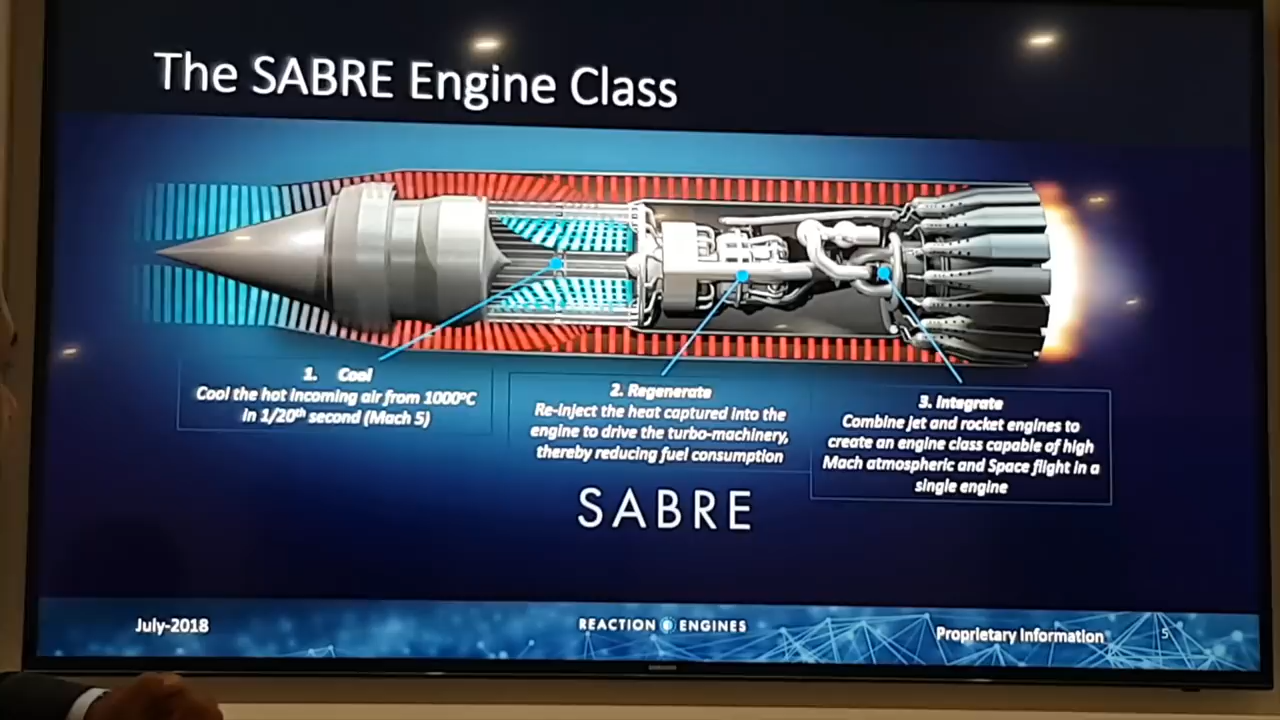 The SABRE Engine Class
1. Cool
Cool the hot incoming air from 1000ºC
in 1/20th second (Mach 5)
2. Regenerate
Re-inject the heat captured into the
engine to drive the turbo-machinery,
thereby reducing fuel consumption
3. Integrate
Combine jet and rocket engines to
create an engine class capable of high
Mach atmospheric and Space flight in a
single engine
SABRE
July-2018
REACTION ENGINES
Proprietary Information
5
SAMSUNG